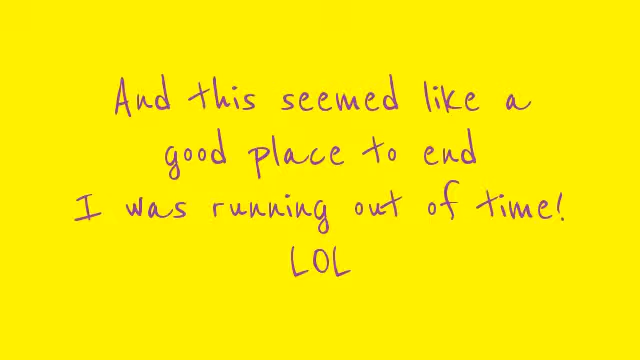 And this seemed like a
good place to end
I was running out of time!
LOL